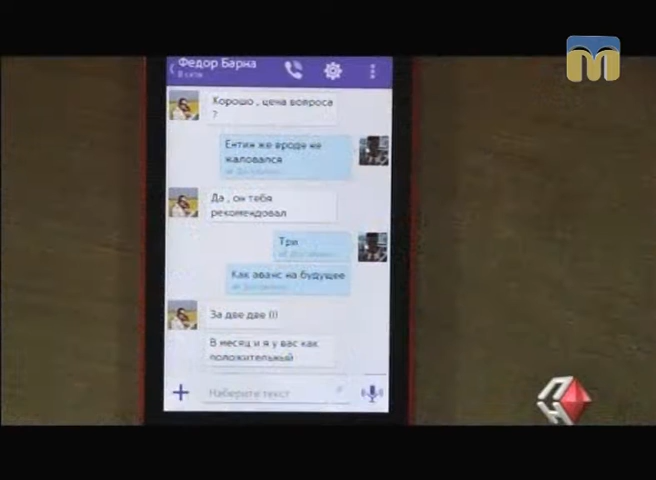 Федор Барна
В сети
Хорошо , цена вопроса
?
Ентин же вроде не
жаловался
Да , он тебя
рекомендовал
Три
Как аванс на будущее
За две две )))
В месяц и я у вас как
положительный
Наберите текст
М
ПН